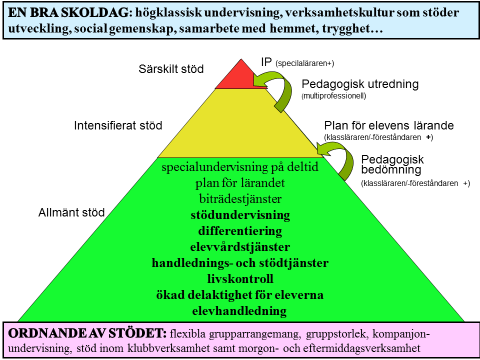 EN BRA SKOLDAG: högklassisk undervisning, verksamhetskultur som stöder
utveckling, social gemenskap, samarbete med hemmet, trygghet…
Särskilt stöd
IP (specialäraren+)
Pedagogisk utredning
(multiprofessionell)
Intensifierat stöd
Plan för elevens lärande
(klassläraren/-föreståndaren +)
Pedagogisk
bedömning
(klassläraren/-föreståndaren +)
Allmänt stöd
specialundervisning på deltid
plan för lärandet
biträdestjänster
stödundervisning
differentiering
elevvårdstjänster
handlednings- och stödtjänster
livskontroll
ökad delaktighet för eleverna
elevhandledning
ORDNANDE AV STÖDET: flexibla grupparrangemang, gruppstorlek, kompanjon-
undervisning, stöd inom klubbverksamhet samt morgon- och eftermiddagsverksamhet